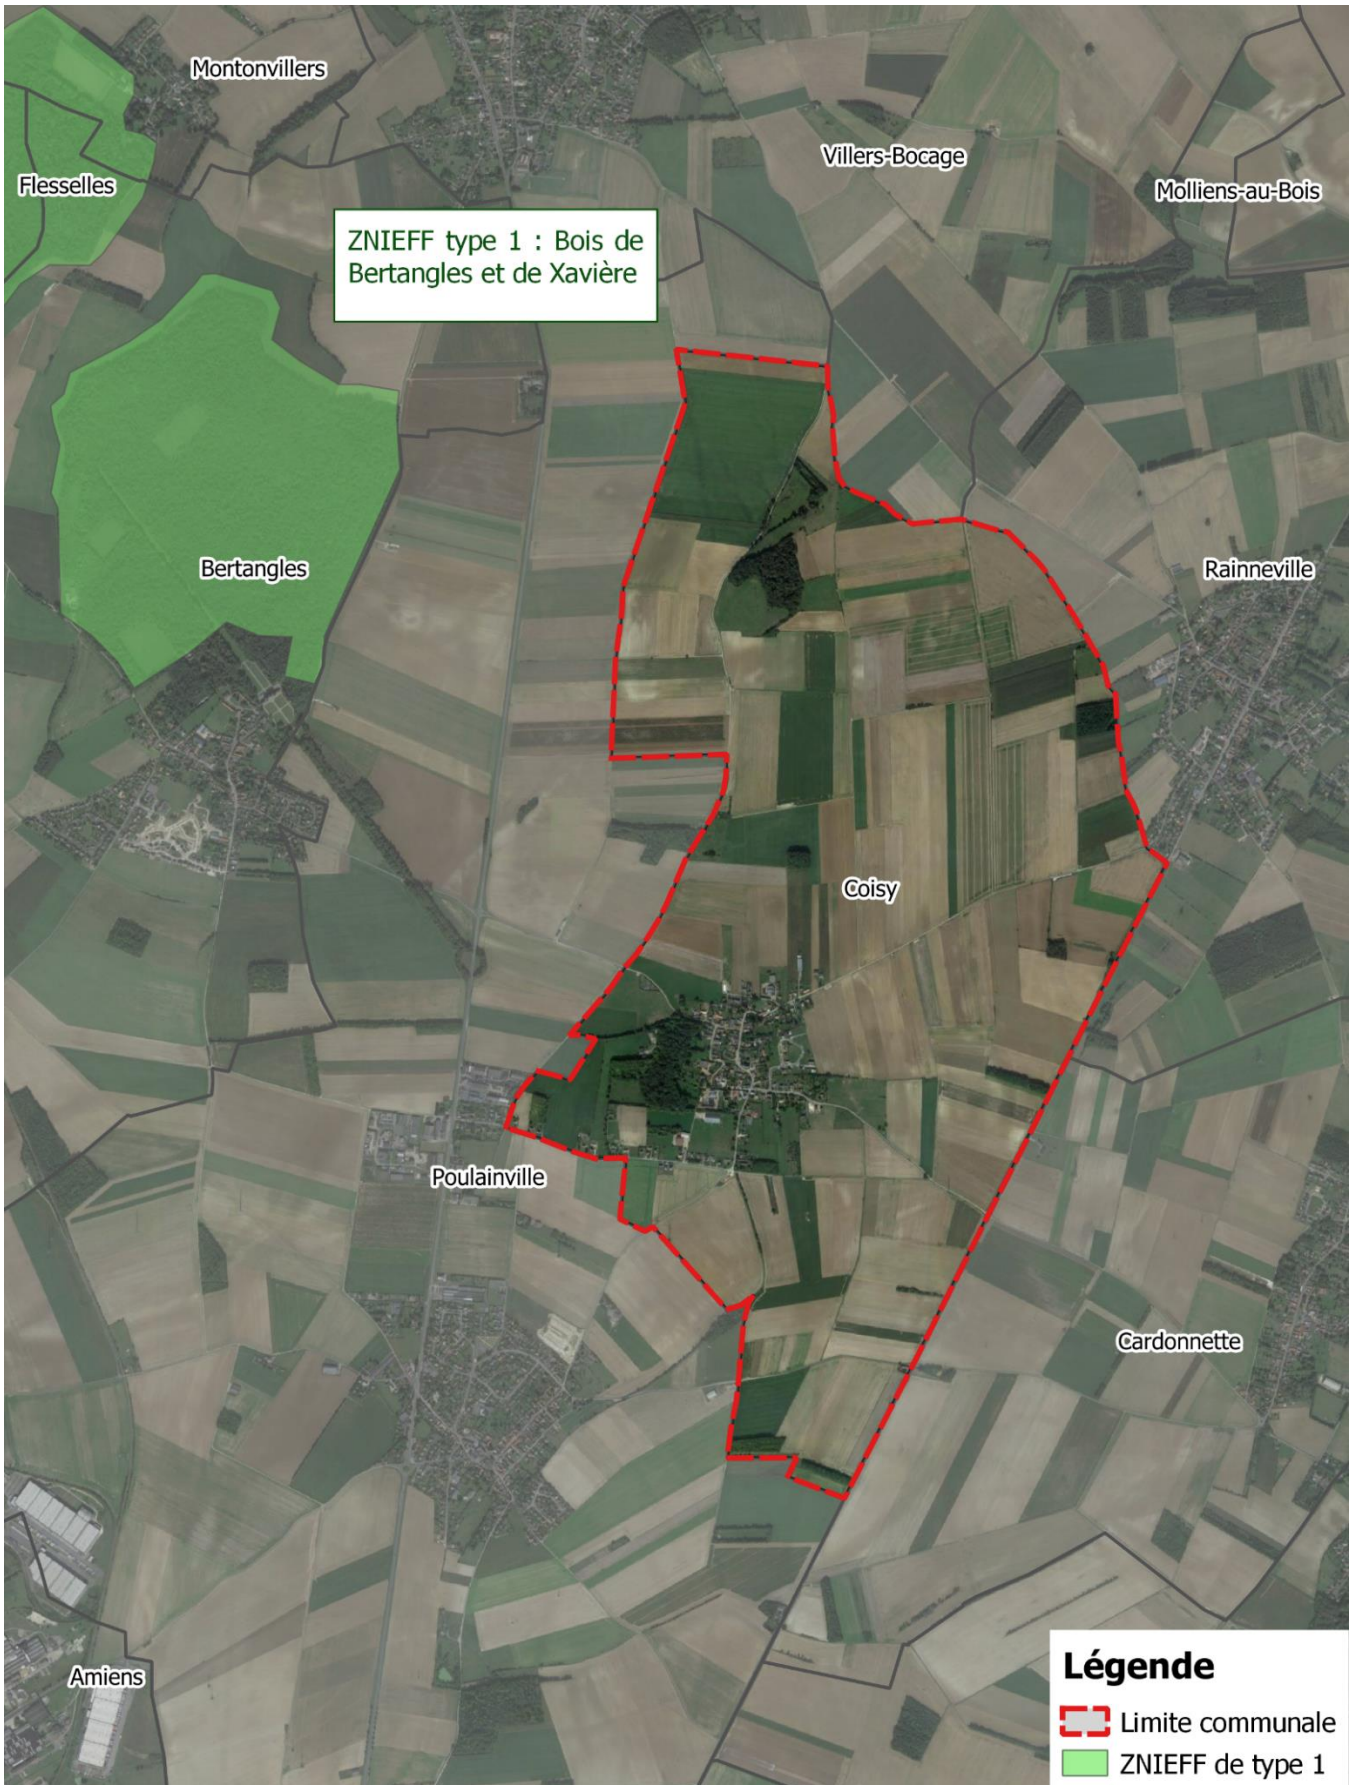 Montonvillers
Villers-Bocage
Flesselles
Molliens-au-Bois
ZNIEFF type 1 : Bois de
Bertangles et de Xavière
Bertangles
Rainneville
Coisy
Poulainville
Cardonnette
Amiens
Légende
Limite communale
ZNIEFF de type 1